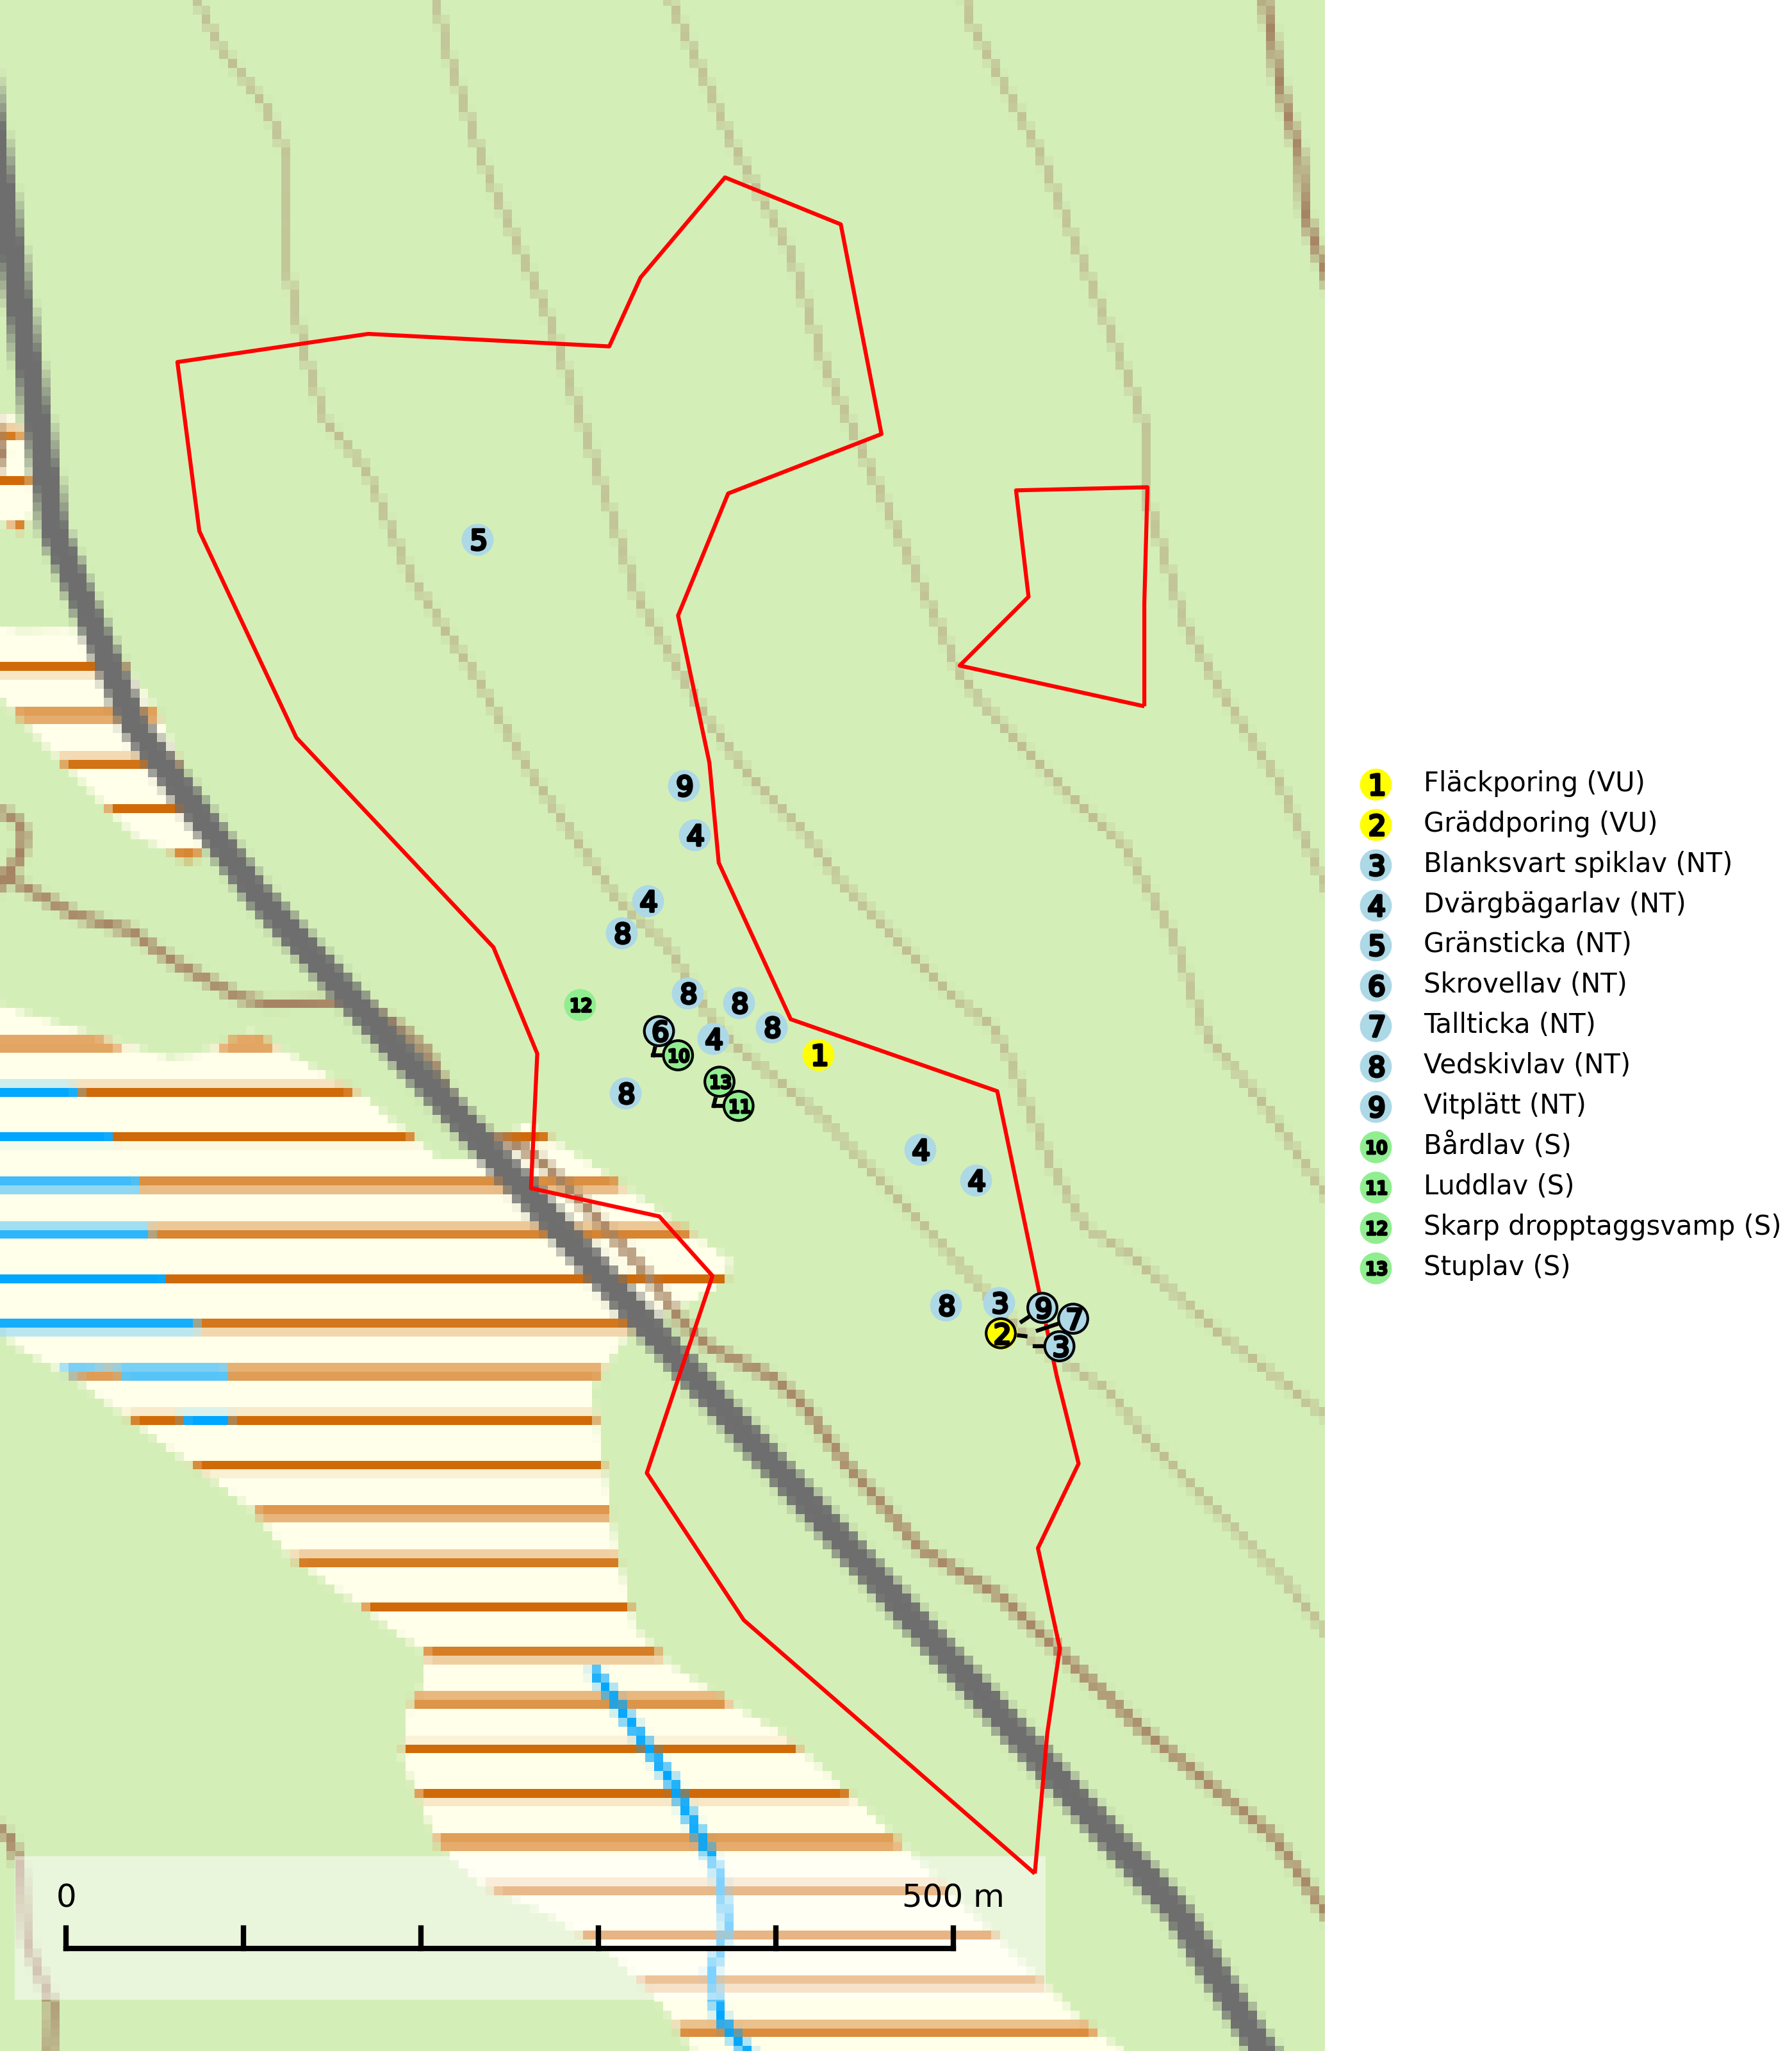 5
9
4
4
8
8
8
12
8
6
4
10
1
13
8
11
4
4
8
3
9
7
2
3
1 Fläckporing (VU)
2 Gräddporing (VU)
3 Blanksvart spiklav (NT)
4 Dvärgbägarlav (NT)
5 Gränsticka (NT)
6 Skrovellav (NT)
7 Tallticka (NT)
8 Vedskivlav (NT)
9 Vitplätt (NT)
10 Bårdlav (S)
11 Luddlav (S)
12 Skarp dropptaggsvamp (S)
13 Stuplav (S)
0 500 m